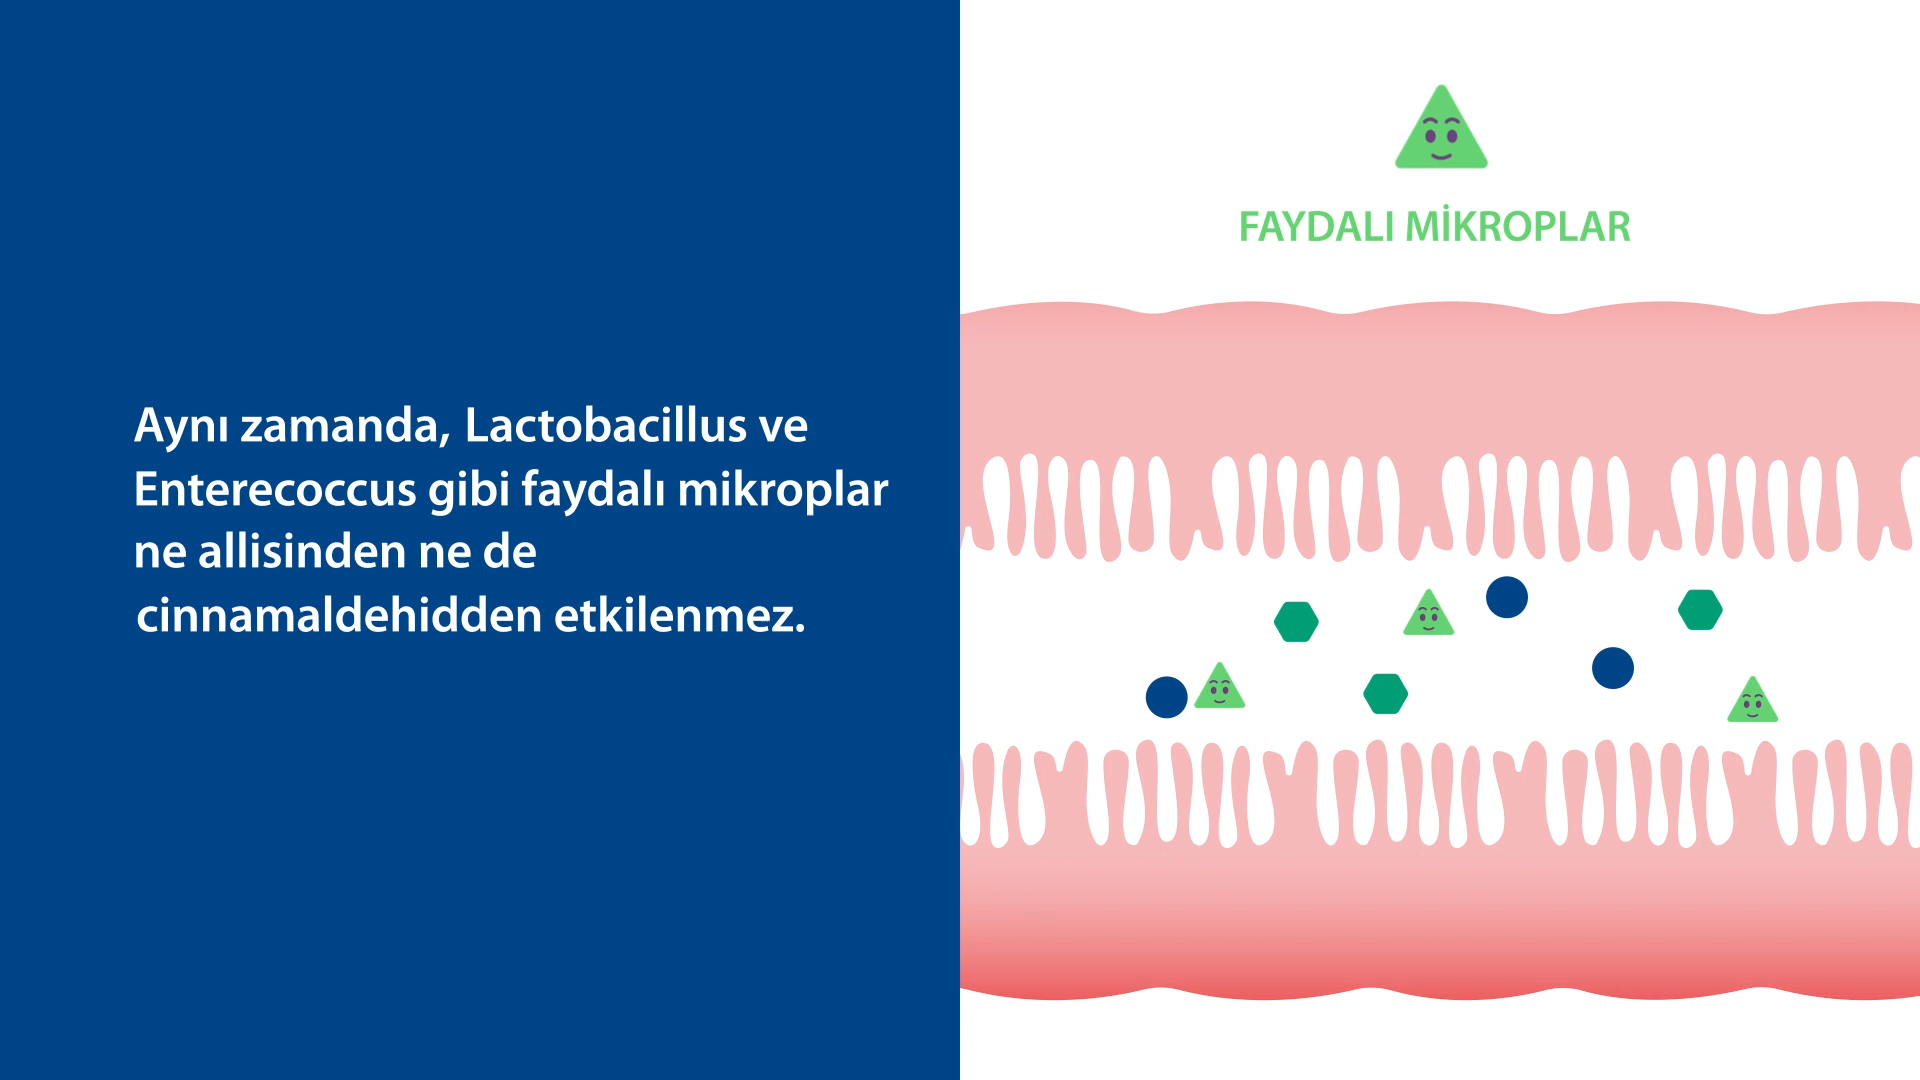 Aynı zamanda, Lactobacillus ve
Enterecoccus gibi faydalı mikroplar
ne allisinden ne de
cinnamaldehidden etkilenmez.
FAYDALI MİKROPLAR